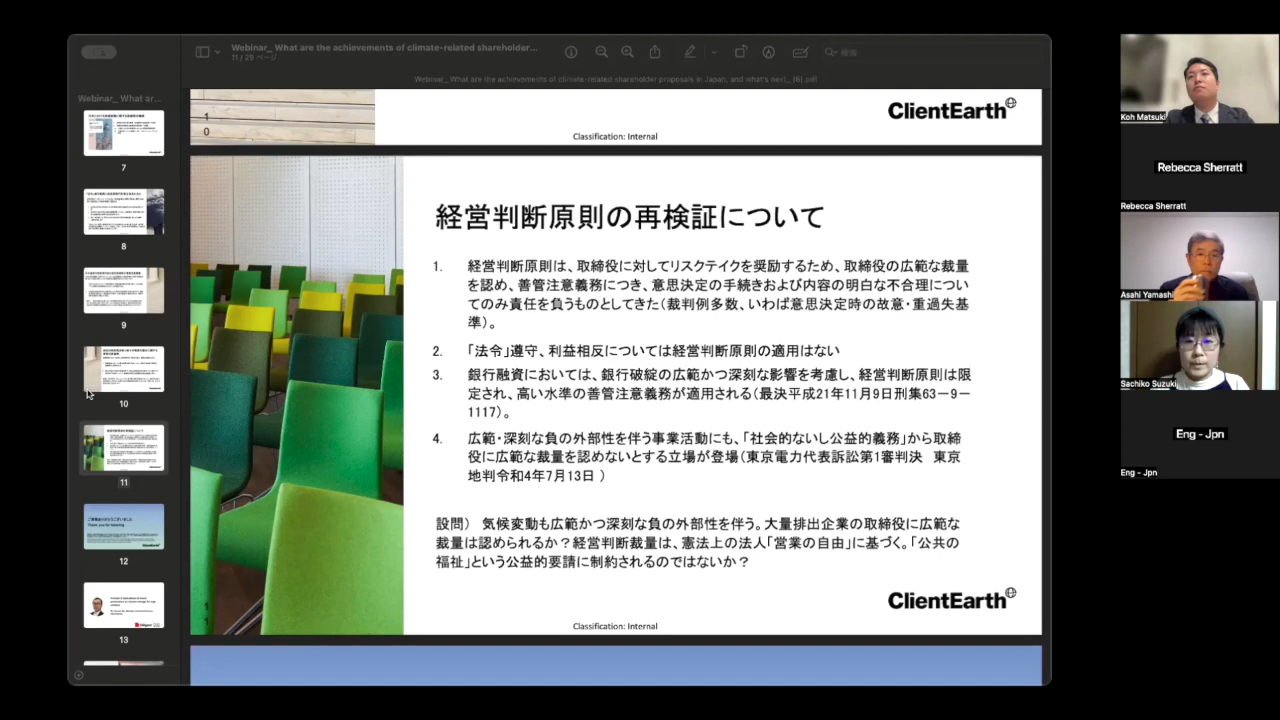 Webinar_ What are the achievements of climate-related shareholder...
11 / 29 ページ
検索
Webinar_ What are the achievements of climate-related shareholder proposals in Japan, and what's next_ (6).pdf
Webinar_ What ar...
7
8
9
10
11
12
13
1
0
ClientEarth
Classification: Internal
経営判断原則の再検証について
1. 経営判断原則は、取締役に対してリスクテイクを奨励するため、取締役の広範な裁量
を認め、善管注意義務につき、意思決定の手続きおよび内容の明白な不合理につい
てのみ責任を負うものとしてきた（裁判例多数、いわば意思決定時の故意・重過失基
準）。
2. 「法令」遵守、利益相反については経営判断原則の適用はない
3. 銀行融資においては、銀行破綻の広範かつ深刻な影響を考慮し、経営判断原則は限
定され、高い水準の善管注意義務が適用される（最決平成21年11月9日刑集63－9－
1117）。
4. 広範・深刻な負の外部性を伴う事業活動にも、「社会的ないし公益的義務」から取締
役に広範な裁量を認めないとする立場が登場（東京電力代表訴訟第1審判決　東京
地判令和4年7月13日 ）
設問）　気候変動も広範かつ深刻な負の外部性を伴う。大量排出企業の取締役に広範な
裁量は認められるか？経営判断裁量は、憲法上の法人「営業の自由」に基づく。「公共の
福祉」という公益的要請に制約されるのではないか？
ClientEarth
Classification: Internal
Koh Matsuki
Rebecca Sherratt
Rebecca Sherratt
Asahi Yamashi
Sachiko Suzuki
Eng - Jpn
Eng - Jpn